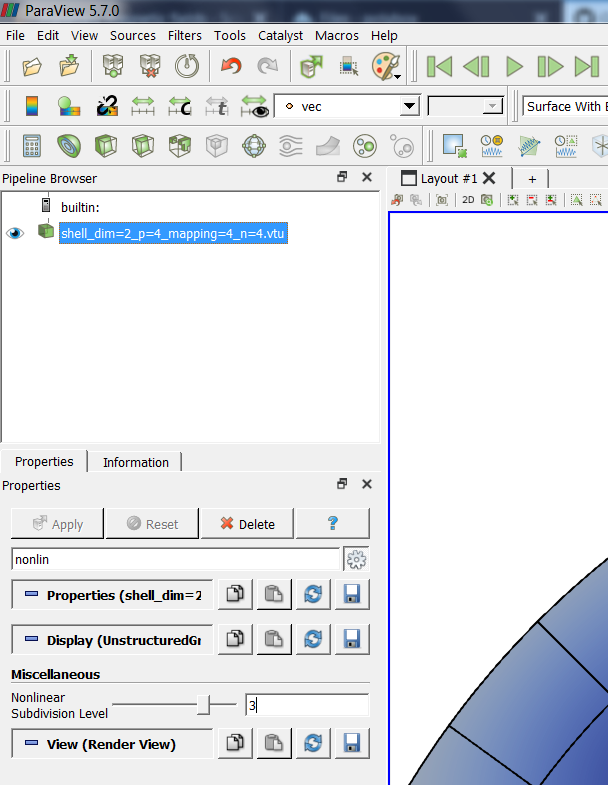 ParaView 5.7.0
File Edit View Sources Filters Tools Catalyst Macros Help
vec
Surface With E
Pipeline Browser
Layout #1
+
2D
builtin:
shell_dim=2_p=4_mapping=4_n=4.vtu
Properties Information
Properties
Apply Reset Delete ?
nonlin
Properties (shell_dim=2
Display (UnstructuredGr
Miscellaneous
Nonlinear
Subdivision Level
3
View (Render View)